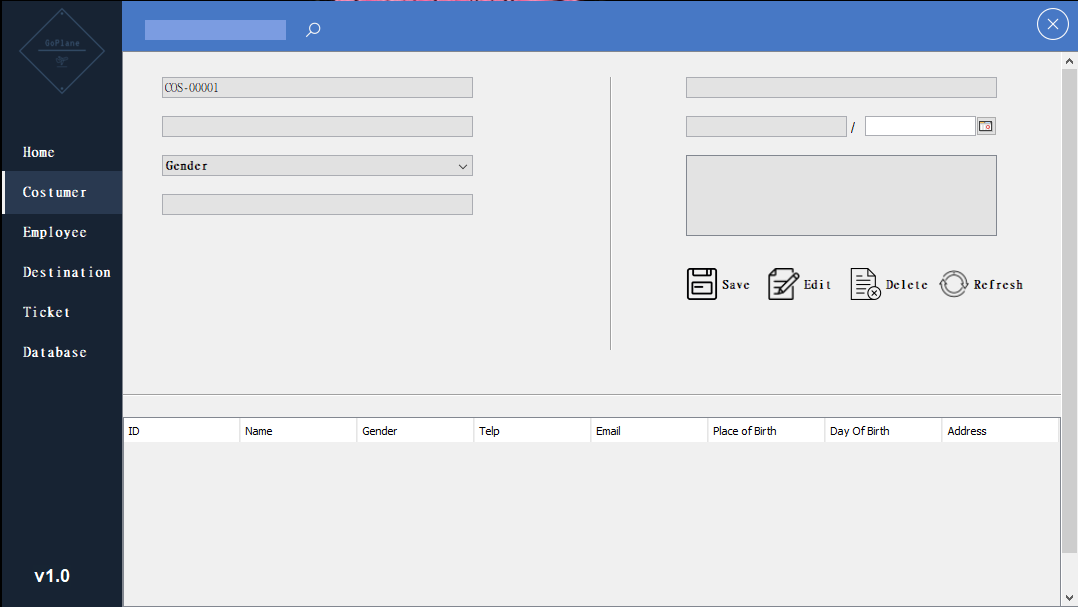 GoPlane
Home
Costumer
Employee
Destination
Ticket
Database
v1.0
COS-00001
Gender
/
Save
Edit
Delete
Refresh
ID Name Gender Telp Email Place of Birth Day Of Birth Address